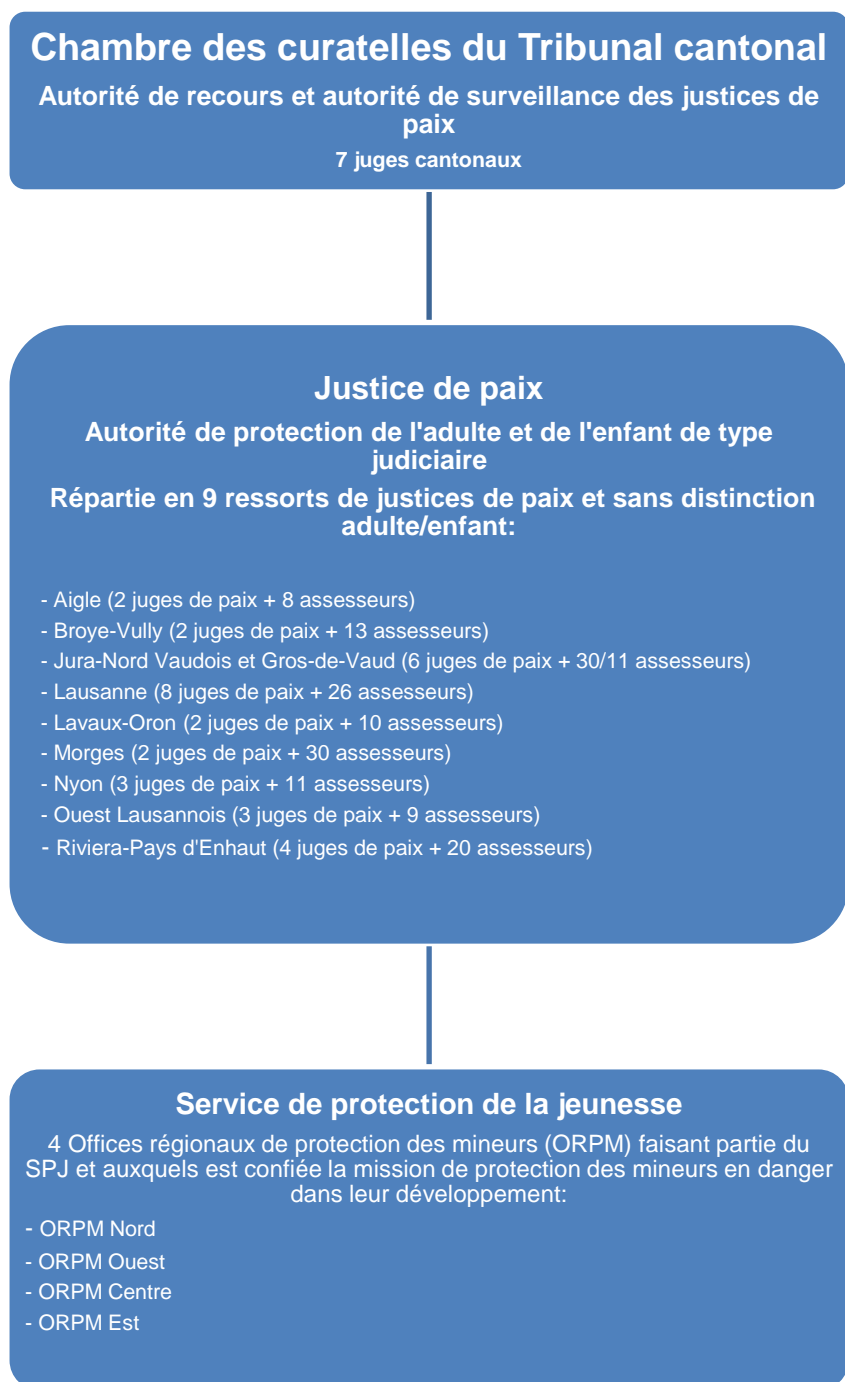 Chambre des curatelles du Tribunal cantonal
Autorité de recours et autorité de surveillance des justices de
paix
7 juges cantonaux
Justice de paix
Autorité de protection de l'adulte et de l'enfant de type
judiciaire
Répartie en 9 ressorts de justices de paix et sans distinction
adulte/enfant:
- Aigle (2 juges de paix + 8 assesseurs)
- Broye-Vully (2 juges de paix + 13 assesseurs)
- Jura-Nord Vaudois et Gros-de-Vaud (6 juges de paix + 30/11 assesseurs)
- Lausanne (8 juges de paix + 26 assesseurs)
- Lavaux-Oron (2 juges de paix + 10 assesseurs)
- Morges (2 juges de paix + 30 assesseurs)
- Nyon (3 juges de paix + 11 assesseurs)
- Ouest Lausannois (3 juges de paix + 9 assesseurs)
- Riviera-Pays d'Enhaut (4 juges de paix + 20 assesseurs)
Service de protection de la jeunesse
4 Offices régionaux de protection des mineurs (ORPM) faisant partie du
SPJ et auxquels est confiée la mission de protection des mineurs en danger
dans leur développement:
- ORPM Nord
- ORPM Ouest
- ORPM Centre
- ORPM Est